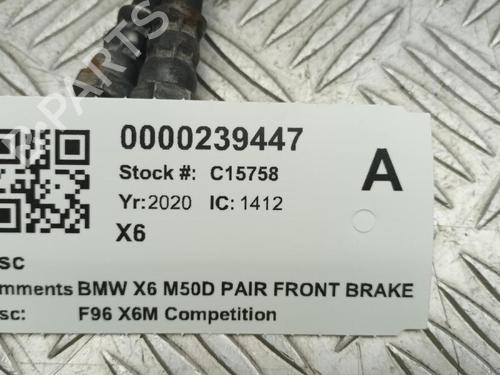 0000239447
Stock #: C15758
A
Yr: 2020 IC: 1412
X6
sc
mments BMW X6 M50D PAIR FRONT BRAKE
sc: F96 X6M Competition